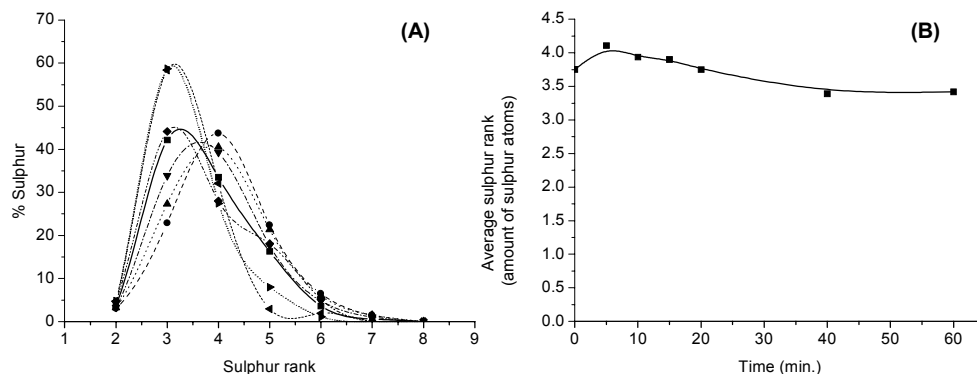 (A)
% Sulphur
70
60
50
40
30
20
10
0
1 2 3 4 5 6 7 8 9
Sulphur rank
(B)
Average sulphur rank
(amount of sulphur atoms)
4.5
4.0
3.5
3.0
2.5
2.0
1.5
1.0
0.5
0.0
0 10 20 30 40 50 60
Time (min.)